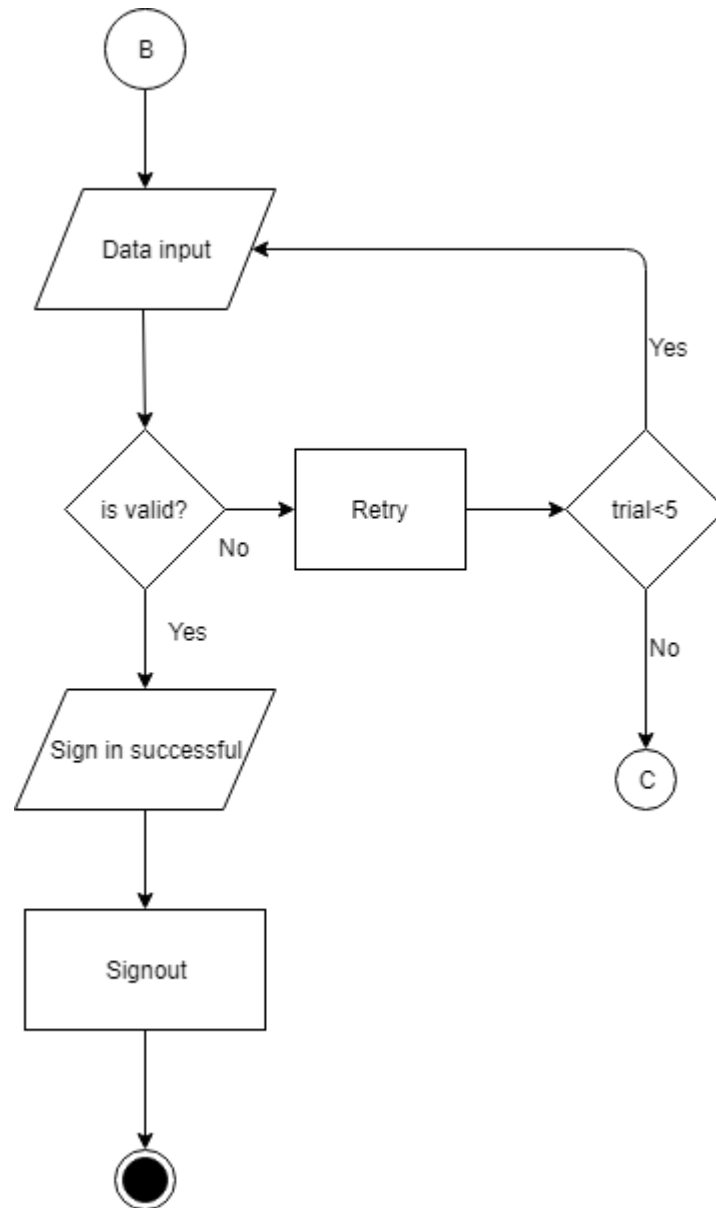 B
Data input
Yes
is valid?
No
Retry
trial<5
Yes
No
Sign in successful
C
Signout